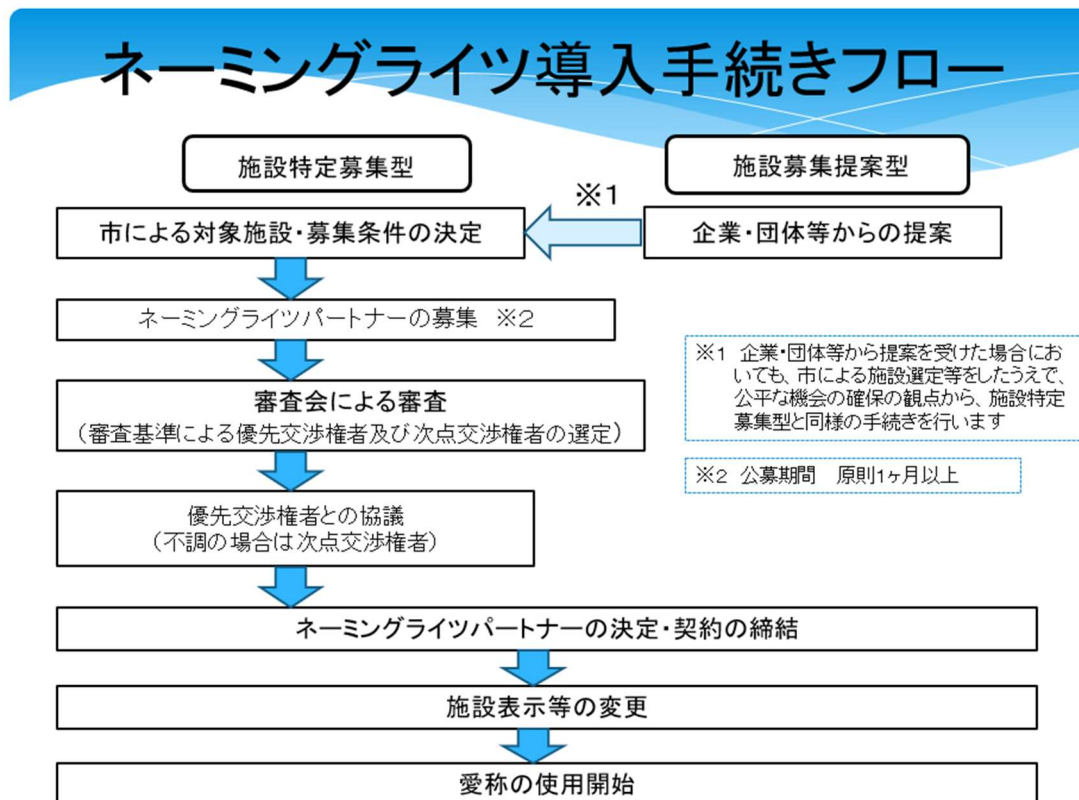 ネーミングライツ導入手続きフロー
施設特定募集型
施設募集提案型
※1
市による対象施設・募集条件の決定
企業・団体等からの提案
ネーミングライツパートナーの募集 ※2
※1 企業・団体等から提案を受けた場合にお
いても、市による施設選定等をしたうえで、
公平な機会の確保の観点から、施設特定
募集型と同様の手続きを行います
審査会による審査
（審査基準による優先交渉権者及び次点交渉権者の選定）
※2 公募期間 原則1ヶ月以上
優先交渉権者との協議
（不調の場合は次点交渉権者）
ネーミングライツパートナーの決定・契約の締結
施設表示等の変更
愛称の使用開始